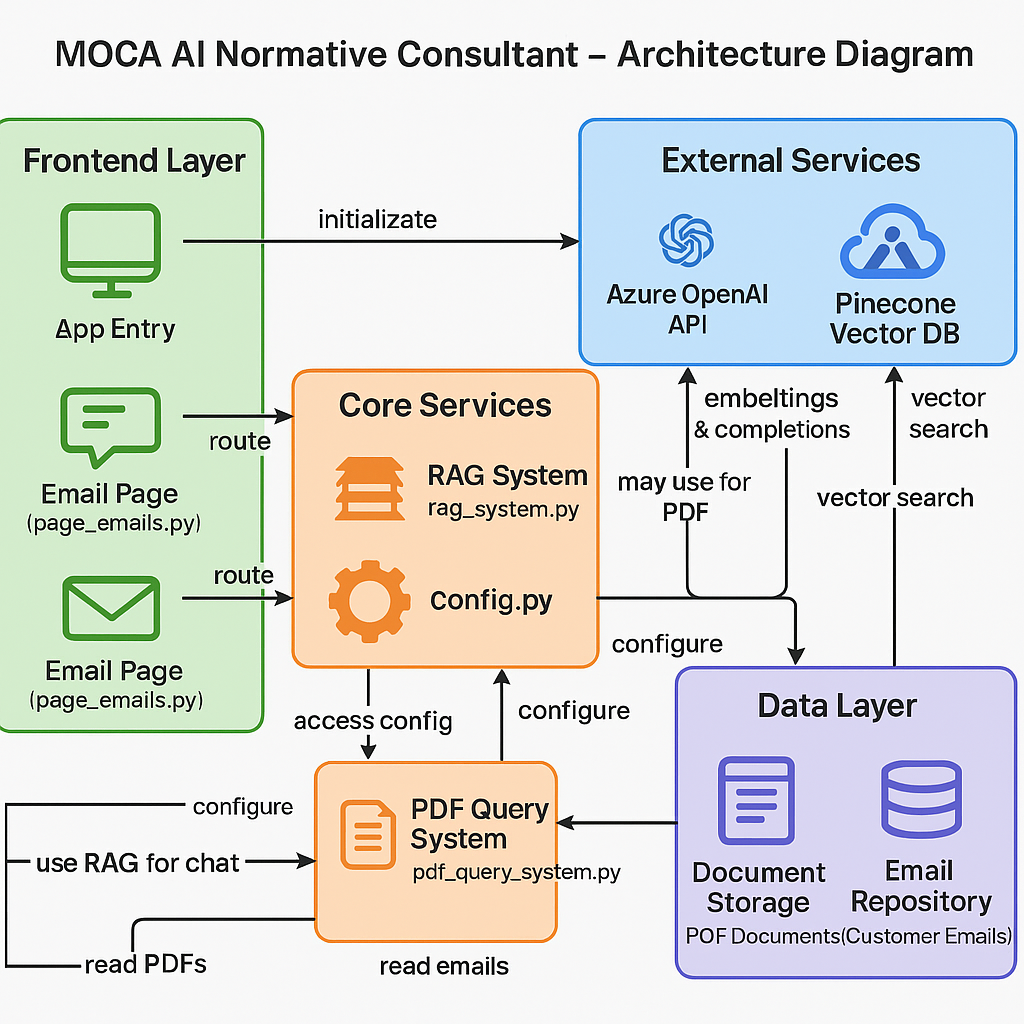 MOCA AI Normative Consultant – Architecture Diagram
Frontend Layer
App Entry
Email Page
(page_emails.py)
Email Page
(page_emails.py)
initializate
route
route
External Services
Azure OpenAI
API
Pinecone
Vector DB
Core Services
RAG System
rag_system.py
Config.py
embeltings
& completions
may use for
PDF
vector
search
vector search
configure
access config
configure
Data Layer
Document
Storage
POF Documents
Email
Repository
(Customer Emails)
PDF Query
System
pdf_query_system.py
configure
use RAG for chat
read PDFs
read emails